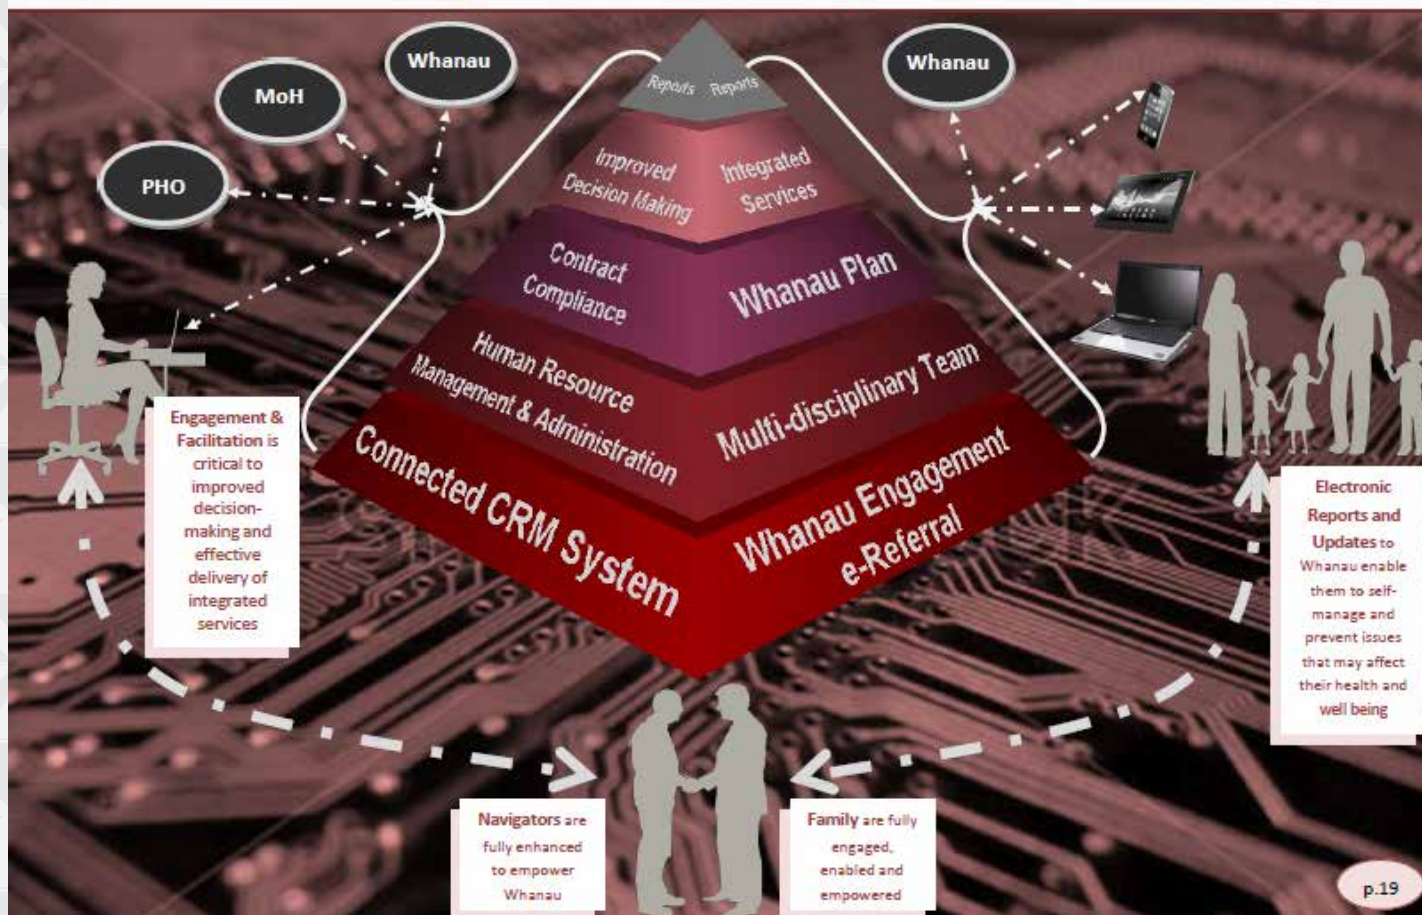 Whanau
MoH
PHO
Whanau
Reports
Reports
Improved
Decision Making
Integrated
Services
Contract
Compliance
Whanau Plan
Human Resource
Management & Administration
Multi-disciplinary Team
Connected CRM System
Whanau Engagement
e-Referral
Engagement &
Facilitation is
critical to
improved
decision-
making and
effective
delivery of
integrated
services
Electronic
Reports and
Updates to
Whanau enable
them to self-
manage and
prevent issues
that may affect
their health and
well being
Navigators are
fully enhanced
to empower
Whanau
Family are fully
engaged,
enabled and
empowered
p.19